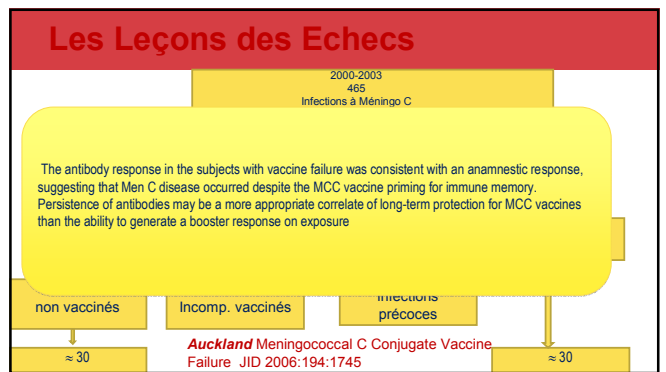 Les Leçons des Echecs
2000-2003
465
Infections à Méningo C
The antibody response in the subjects with vaccine failure was consistent with an anamnestic response,
suggesting that Men C disease occurred despite the MCC vaccine priming for immune memory.
Persistence of antibodies may be a more appropriate correlate of long-term protection for MCC vaccines
than the ability to generate a booster response on exposure
non vaccinés
Incomp. vaccinés
Infections
précoces
≈ 30
Auckland Meningococcal C Conjugate Vaccine
Failure JID 2006:194:1745
≈ 30